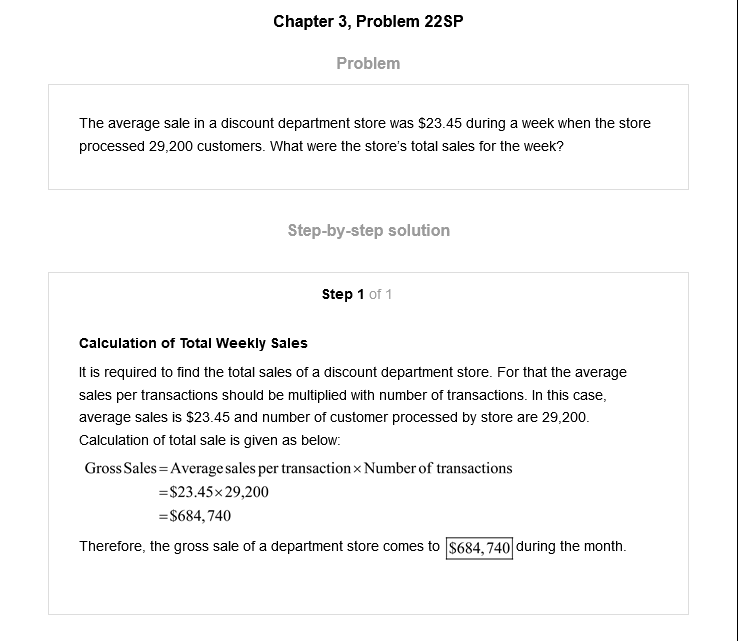 Chapter 3, Problem 22SP
Problem
The average sale in a discount department store was $23.45 during a week when the store
processed 29,200 customers. What were the store's total sales for the week?
Step-by-step solution
Step 1 of 1
Calculation of Total Weekly Sales
It is required to find the total sales of a discount department store. For that the average
sales per transactions should be multiplied with number of transactions. In this case,
average sales is $23.45 and number of customer processed by store are 29,200.
Calculation of total sale is given as below:
Gross Sales = Average sales per transaction × Number of transactions
= $23.45 × 29,200
= $684,740
Therefore, the gross sale of a department store comes to $684,740 during the month.